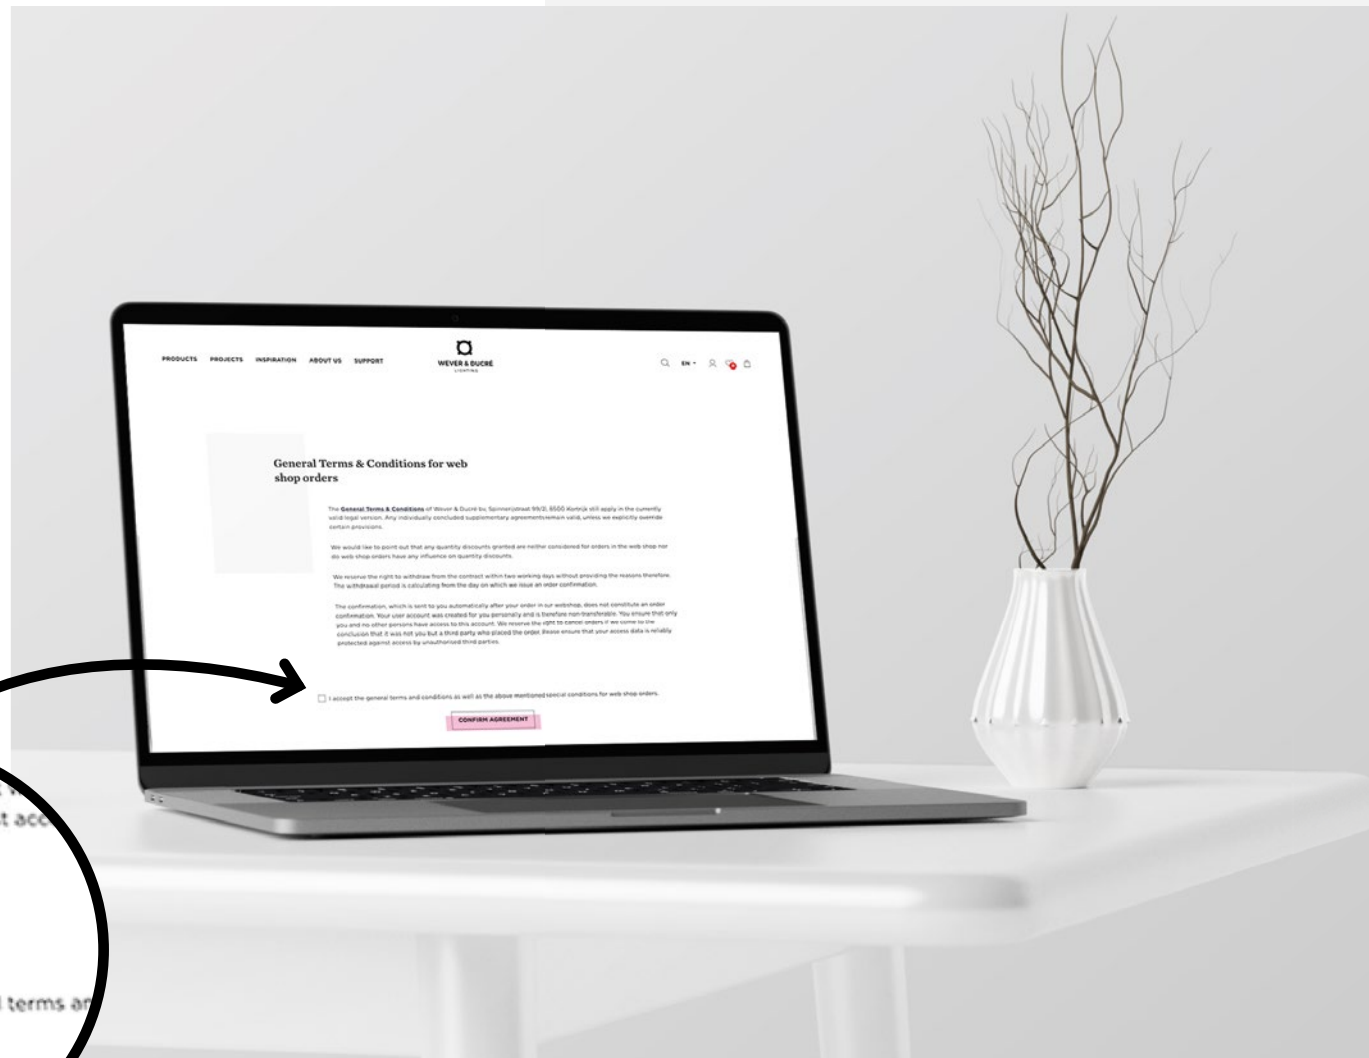 PRODUCTS PROJECTS INSPIRATION ABOUT US SUPPORT
WEVER & DUCRÉ
LIGHTING
EN
General Terms & Conditions for web
shop orders
The General Terms & Conditions of Wever & Ducré bv, Spinnerijstraat 99/21, 8500 Kortrijk still apply in the currently
valid legal version. Any individually concluded supplementary agreements remain valid, unless we explicitly override
certain provisions.
We would like to point out that any quantity discounts granted are neither considered for orders in the web shop nor
do web shop orders have any influence on quantity discounts.
We reserve the right to withdraw from the contract within two working days without providing the reasons therefore.
The withdrawal period is calculating from the day on which we issue an order confirmation.
The confirmation, which is sent to you automatically after your order in our webshop, does not constitute an order
confirmation. Your user account was created for you personally and is therefore non-transferable. You ensure that only
you and no other persons have access to this account. We reserve the right to cancel orders if we come to the
conclusion that it was not you but a third party, who placed the order. Please ensure that your access data is reliably
protected against access by unauthorised third parties.
I accept the general terms and conditions as well as the above mentioned special conditions for web shop orders.
CONFIRM AGREEMENT
terms